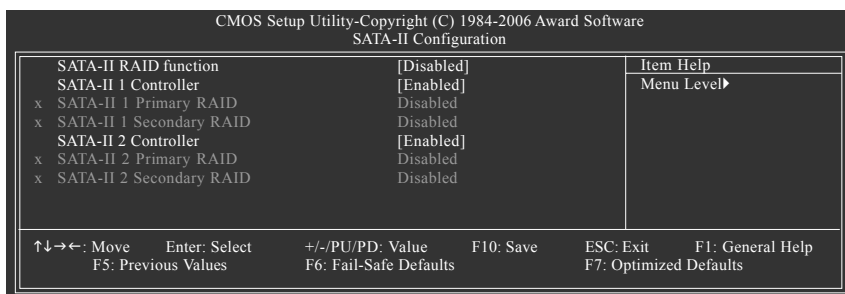 CMOS Setup Utility-Copyright (C) 1984-2006 Award Software
SATA-II Configuration
SATA-II RAID function [Disabled] Item Help
SATA-II 1 Controller [Enabled] Menu Level▶
x SATA-II 1 Primary RAID Disabled
x SATA-II 1 Secondary RAID Disabled
SATA-II 2 Controller [Enabled]
x SATA-II 2 Primary RAID Disabled
x SATA-II 2 Secondary RAID Disabled
↑↓→←: Move Enter: Select +/-/PU/PD: Value F10: Save ESC: Exit F1: General Help
F5: Previous Values F6: Fail-Safe Defaults F7: Optimized Defaults